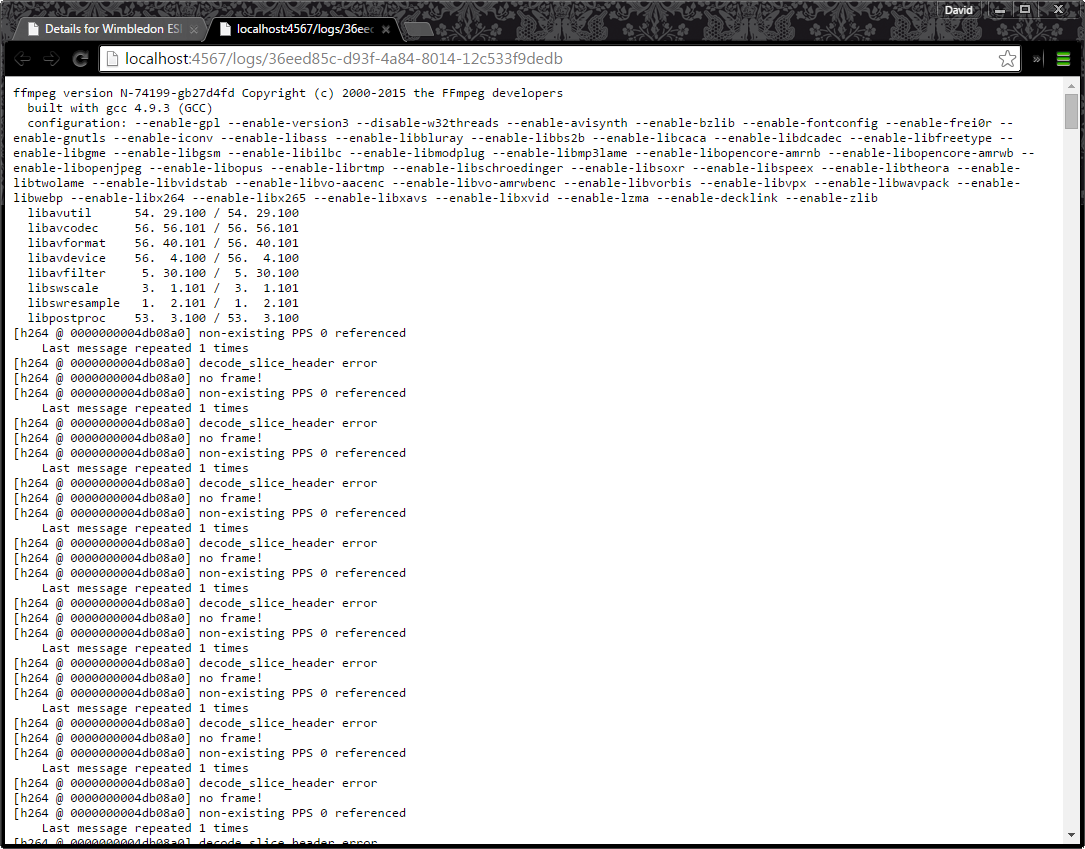 David
Details for Wimbledon ESI
localhost:4567/logs/36eec
localhost:4567/logs/36eed85c-d93f-4a84-8014-12c533f9dedb
ffmpeg version N-74199-gb27d4fd Copyright (c) 2000-2015 the FFmpeg developers
built with gcc 4.9.3 (GCC)
configuration: --enable-gpl --enable-version3 --disable-w32threads --enable-avisynth --enable-bzlib --enable-fontconfig --enable-frei0r --
enable-gnutls --enable-iconv --enable-libass --enable-libbluray --enable-libbs2b --enable-libcaca --enable-libdcadec --enable-libfreetype --
enable-libgme --enable-libgsm --enable-libilbc --enable-libmodplug --enable-libmp3lame --enable-libopencore-amrnb --enable-libopencore-amrwb --
enable-libopenjpeg --enable-libopus --enable-librtmp --enable-libschroedinger --enable-libsoxr --enable-libspeex --enable-libtheora --enable-
libtwolame --enable-libvidstab --enable-libvo-aacenc --enable-libvo-amrwbenc --enable-libvorbis --enable-libvpx --enable-libwavpack --enable-
libwebp --enable-libx264 --enable-libx265 --enable-libxavs --enable-libxvid --enable-lzma --enable-decklink --enable-zlib
libavutil 54. 29.100 / 54. 29.100
libavcodec 56. 56.101 / 56. 56.101
libavformat 56. 40.101 / 56. 40.101
libavdevice 56. 4.100 / 56. 4.100
libavfilter 5. 30.100 / 5. 30.100
libswscale 3. 1.101 / 3. 1.101
libswresample 1. 2.101 / 1. 2.101
libpostproc 53. 3.100 / 53. 3.100
[h264 @ 0000000004db08a0] non-existing PPS 0 referenced
Last message repeated 1 times
[h264 @ 0000000004db08a0] decode_slice_header error
[h264 @ 0000000004db08a0] no frame!
[h264 @ 0000000004db08a0] non-existing PPS 0 referenced
Last message repeated 1 times
[h264 @ 0000000004db08a0] decode_slice_header error
[h264 @ 0000000004db08a0] no frame!
[h264 @ 0000000004db08a0] non-existing PPS 0 referenced
Last message repeated 1 times
[h264 @ 0000000004db08a0] decode_slice_header error
[h264 @ 0000000004db08a0] no frame!
[h264 @ 0000000004db08a0] non-existing PPS 0 referenced
Last message repeated 1 times
[h264 @ 0000000004db08a0] decode_slice_header error
[h264 @ 0000000004db08a0] no frame!
[h264 @ 0000000004db08a0] non-existing PPS 0 referenced
Last message repeated 1 times
[h264 @ 0000000004db08a0] decode_slice_header error
[h264 @ 0000000004db08a0] no frame!
[h264 @ 0000000004db08a0] non-existing PPS 0 referenced
Last message repeated 1 times
[h264 @ 0000000004db08a0] decode_slice_header error
[h264 @ 0000000004db08a0] no frame!
[h264 @ 0000000004db08a0] non-existing PPS 0 referenced
Last message repeated 1 times
[h264 @ 0000000004db08a0] decode_slice_header error
[h264 @ 0000000004db08a0] no frame!
[h264 @ 0000000004db08a0] non-existing PPS 0 referenced
Last message repeated 1 times
[h264 @ 0000000004db08a0] decode_slice_header error
[h264 @ 0000000004db08a0] no frame!
[h264 @ 0000000004db08a0] non-existing PPS 0 referenced
Last message repeated 1 times
[h264 @ 0000000004db08a0] decode_slice_header error